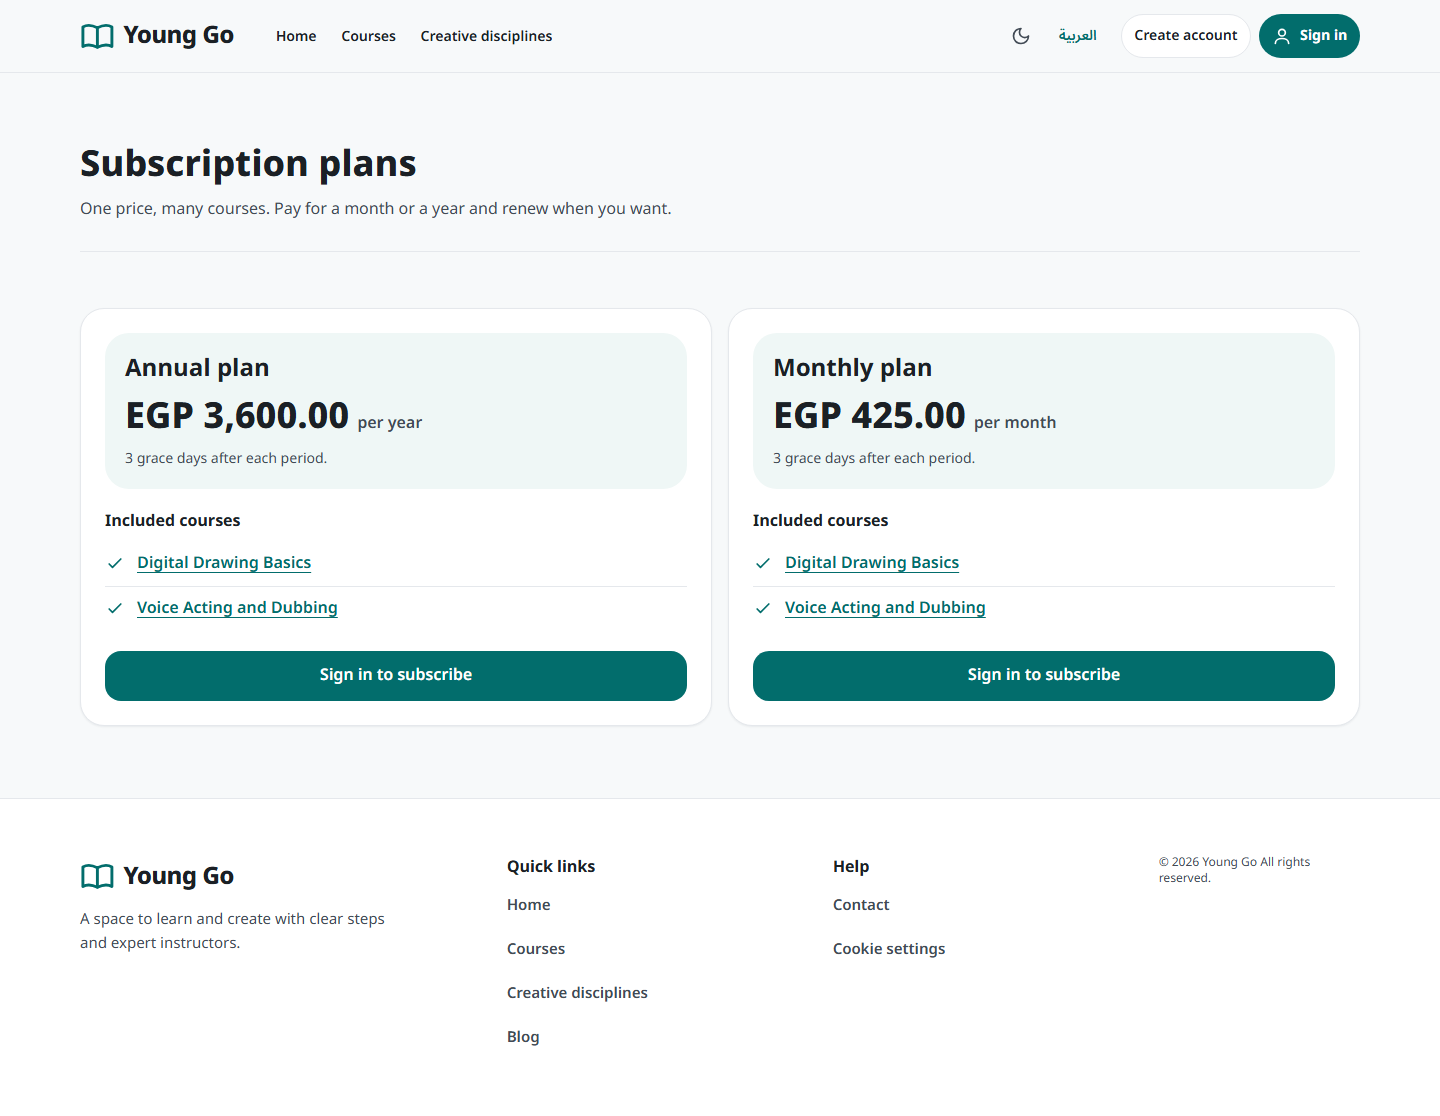 Young Go
Home
Courses
Creative disciplines
العربية
Create account
Sign in
Subscription plans
One price, many courses. Pay for a month or a year and renew when you want.
Annual plan
EGP 3,600.00 per year
3 grace days after each period.
Included courses
Digital Drawing Basics
Voice Acting and Dubbing
Sign in to subscribe
Monthly plan
EGP 425.00 per month
3 grace days after each period.
Included courses
Digital Drawing Basics
Voice Acting and Dubbing
Sign in to subscribe
Young Go
A space to learn and create with clear steps
and expert instructors.
Quick links
Home
Courses
Creative disciplines
Blog
Help
Contact
Cookie settings
© 2026 Young Go All rights
reserved.